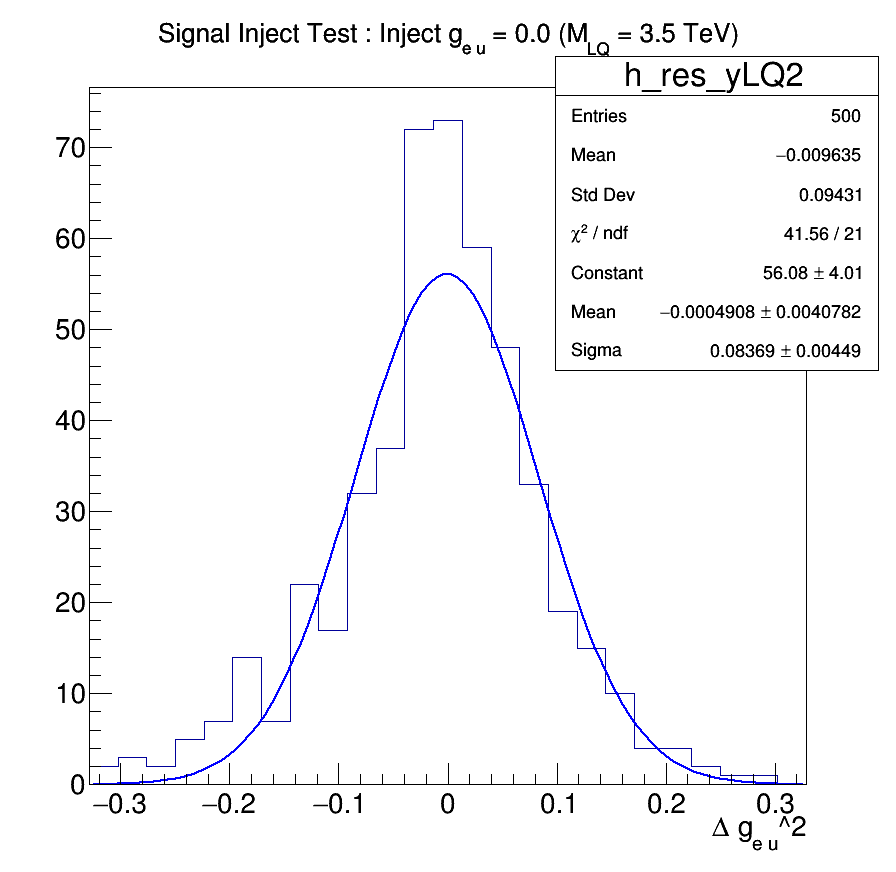 Signal Inject Test : Inject g_{e u} = 0.0 (M_{LQ} = 3.5 TeV)
h_res_yLQ2
Entries 500
Mean −0.009635
Std Dev 0.09431
χ² / ndf 41.56 / 21
Constant 56.08 ± 4.01
Mean −0.0004908 ± 0.0040782
Sigma 0.08369 ± 0.00449
70
60
50
40
30
20
10
0
−0.3 −0.2 −0.1 0 0.1 0.2 0.3
Δ g_{e u}^2